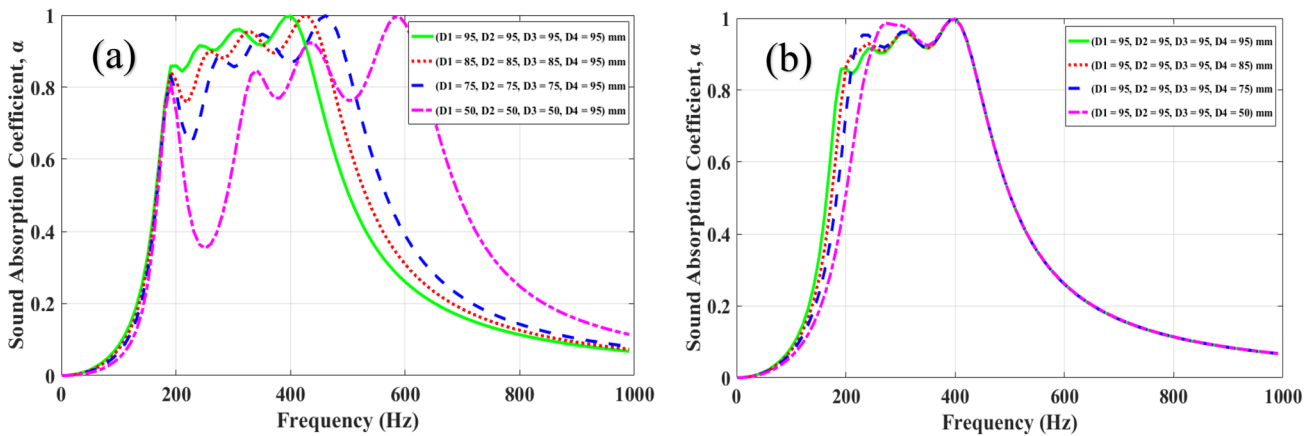 (a)
(D1 = 95, D2 = 95, D3 = 95, D4 = 95) mm
(D1 = 85, D2 = 85, D3 = 85, D4 = 95) mm
(D1 = 75, D2 = 75, D3 = 75, D4 = 95) mm
(D1 = 50, D2 = 50, D3 = 50, D4 = 95) mm
Sound Absorption Coefficient, α
1
0.8
0.6
0.4
0.2
0
0 200 400 600 800 1000
Frequency (Hz)
(b)
(D1 = 95, D2 = 95, D3 = 95, D4 = 95) mm
(D1 = 95, D2 = 95, D3 = 95, D4 = 85) mm
(D1 = 95, D2 = 95, D3 = 95, D4 = 75) mm
(D1 = 95, D2 = 95, D3 = 95, D4 = 50) mm
Sound Absorption Coefficient, α
1
0.8
0.6
0.4
0.2
0
0 200 400 600 800 1000
Frequency (Hz)